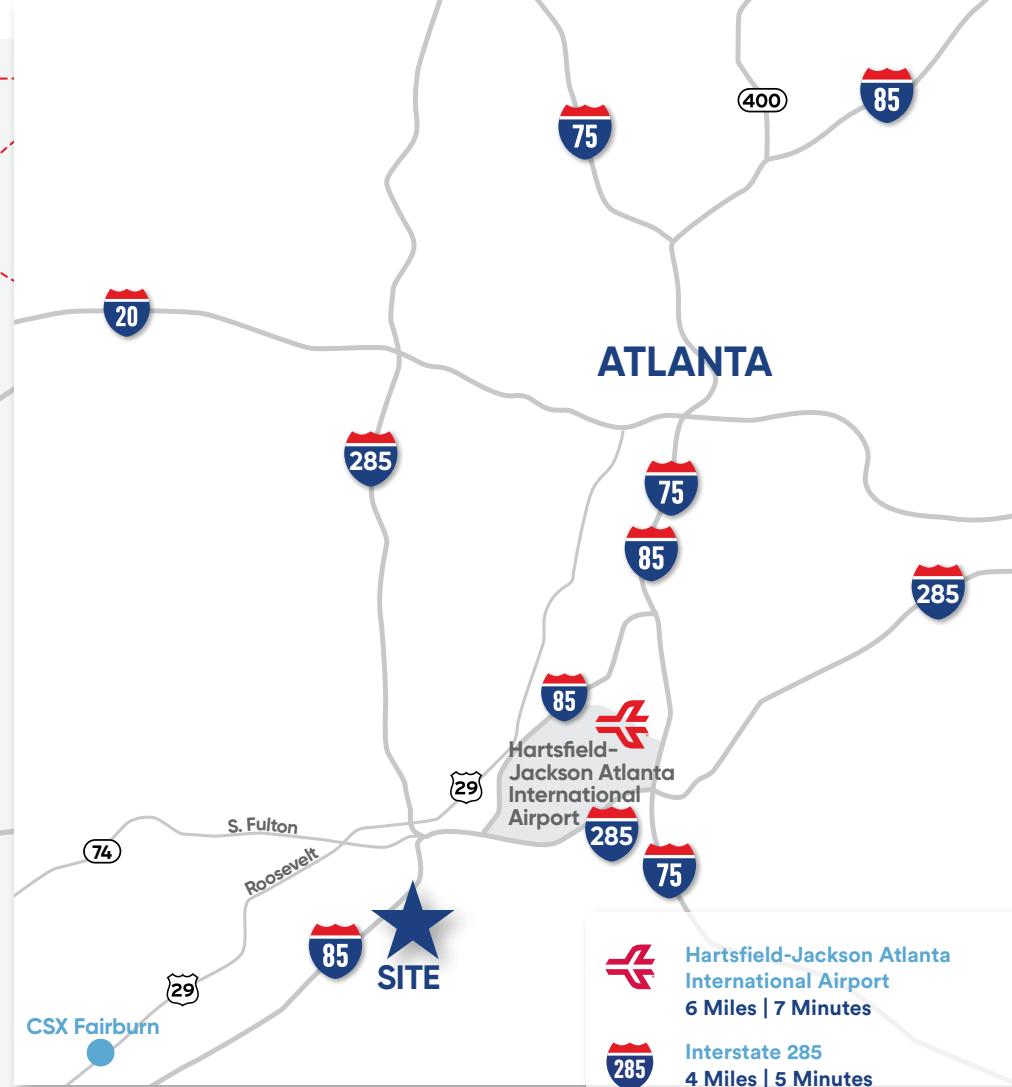 400
85
75
20
ATLANTA
285
75
85
285
85
Hartsfield-
Jackson Atlanta
International
Airport
29
285
S. Fulton
74
Roosevelt
75
85
SITE
29
CSX Fairburn
Hartsfield-Jackson Atlanta
International Airport
6 Miles | 7 Minutes
285
Interstate 285
4 Miles | 5 Minutes